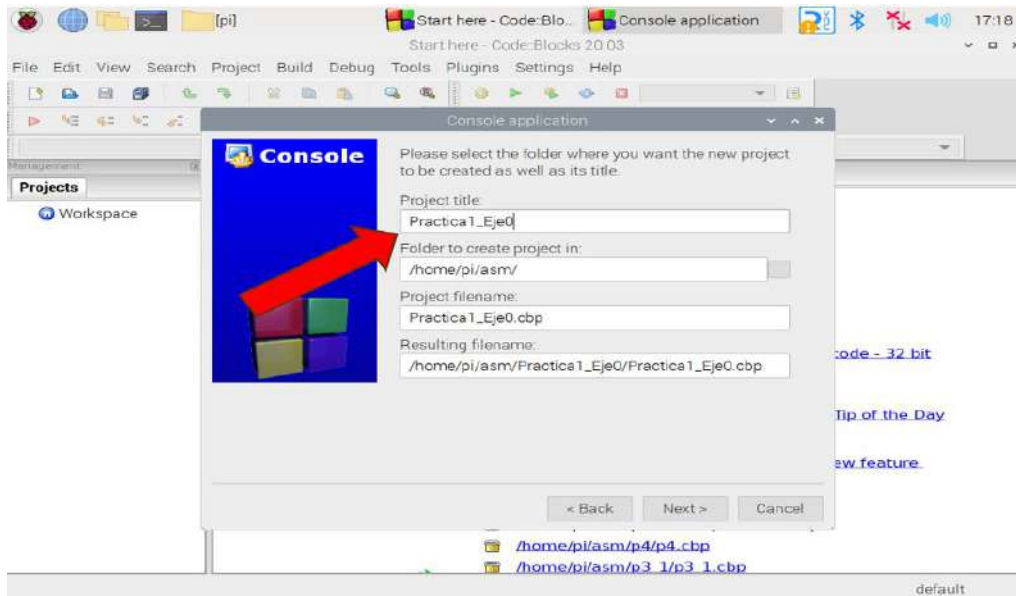 [pi]
Start here - Code::Blo..
Console application
17:18
Start here - Code::Blocks 20.03
File Edit View Search Project Build Debug Tools Plugins Settings Help
Console application
Management
Projects
Workspace
Console
Please select the folder where you want the new project
to be created as well as its title.
Project title:
Practica1_Eje0
Folder to create project in:
/home/pi/asm/
Project filename:
Practica1_Eje0.cbp
Resulting filename:
/home/pi/asm/Practica1_Eje0/Practica1_Eje0.cbp
code - 32 bit
Tip of the Day
ew feature
< Back Next > Cancel
/home/pi/asm/p4/p4.cbp
/home/pi/asm/p3_1/p3_1.cbp
default